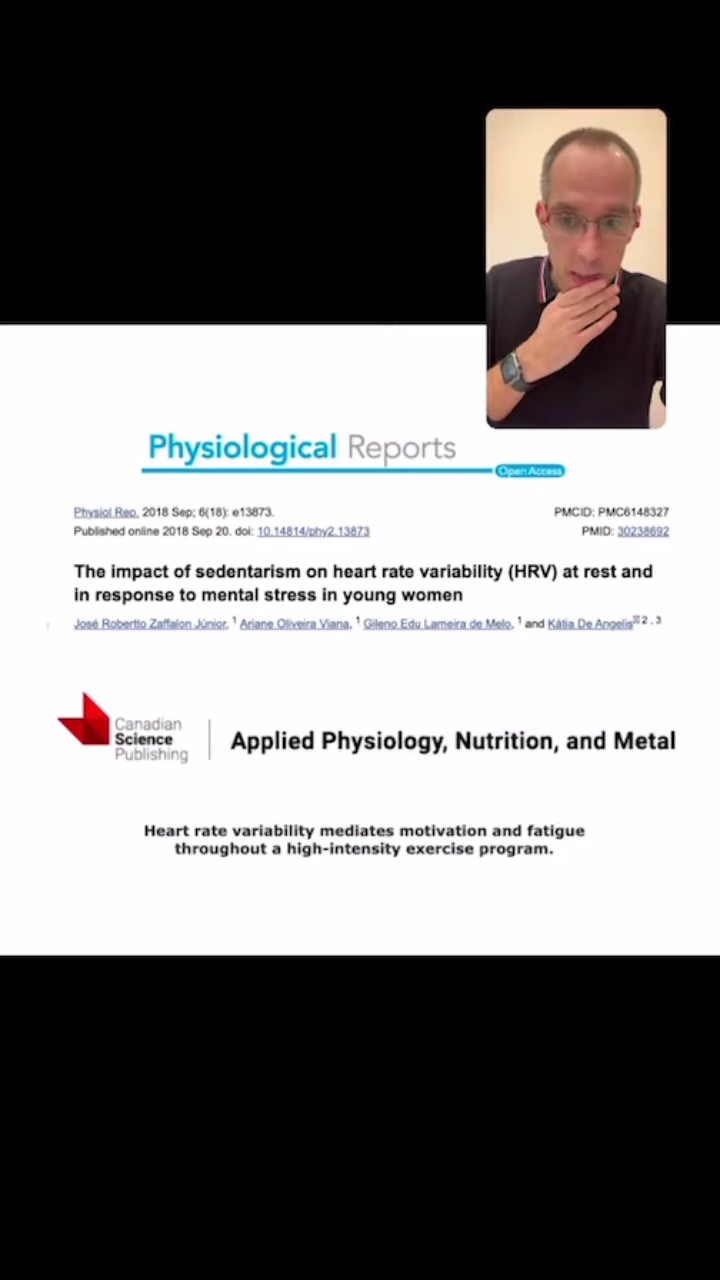 Physiological Reports
Open Access
Physiol Rep. 2018 Sep; 6(18): e13873. PMCID: PMC6148327
Published online 2018 Sep 20. doi: 10.14814/phy2.13873 PMID: 30238692
The impact of sedentarism on heart rate variability (HRV) at rest and
in response to mental stress in young women
José Robertto Zaffalon Júnior, 1 Ariane Oliveira Viana, 1 Gileno Edu Lameira de Melo, 1 and Kátia De Angelis✉ 2 , 3
Canadian
Science
Publishing
Applied Physiology, Nutrition, and Metal
Heart rate variability mediates motivation and fatigue
throughout a high-intensity exercise program.